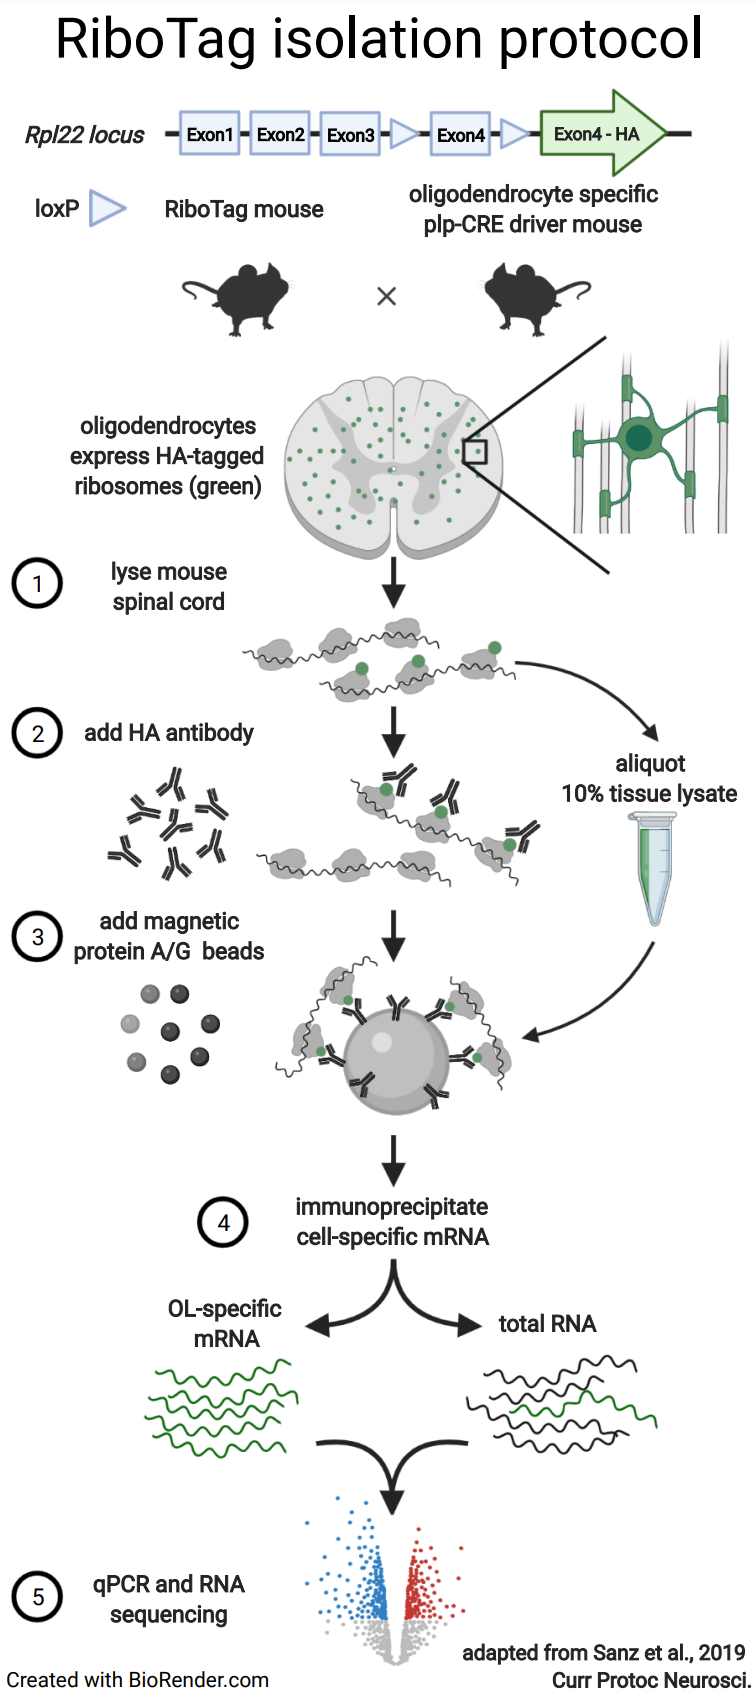 RiboTag isolation protocol
Rpl22 locus
Exon1
Exon2
Exon3
Exon4
Exon4 - HA
loxP
RiboTag mouse
oligodendrocyte specific
plp-CRE driver mouse
×
oligodendrocytes
express HA-tagged
ribosomes (green)
1
lyse mouse
spinal cord
2
add HA antibody
aliquot
10% tissue lysate
3
add magnetic
protein A/G beads
4
immunoprecipitate
cell-specific mRNA
OL-specific
mRNA
total RNA
5
qPCR and RNA
sequencing
adapted from Sanz et al., 2019
Curr Protoc Neurosci.
Created with BioRender.com